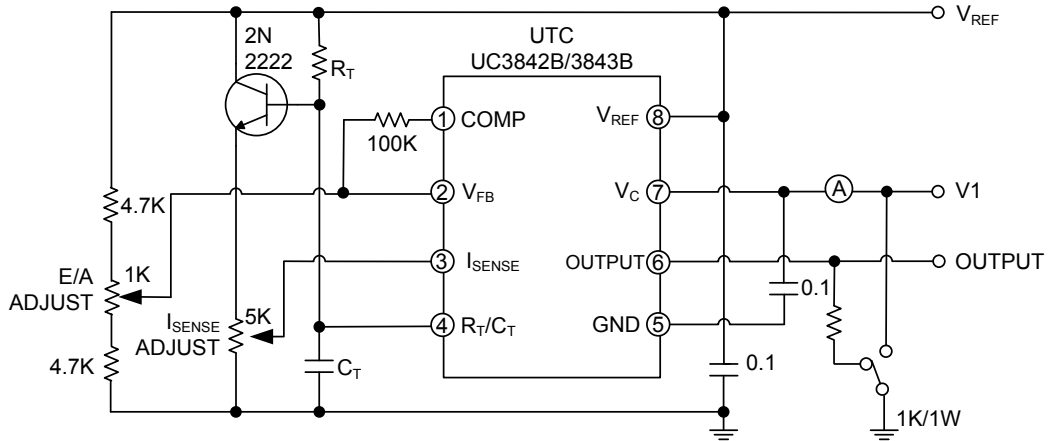 V_REF
2N
2222
R_T
UTC
UC3842B/3843B
1 COMP
100K
V_REF 8
2 V_FB
V_C 7
A
V1
4.7K
E/A
ADJUST
1K
3 I_SENSE
OUTPUT 6
OUTPUT
0.1
I_SENSE
ADJUST
5K
4 R_T/C_T
GND 5
4.7K
C_T
0.1
1K/1W